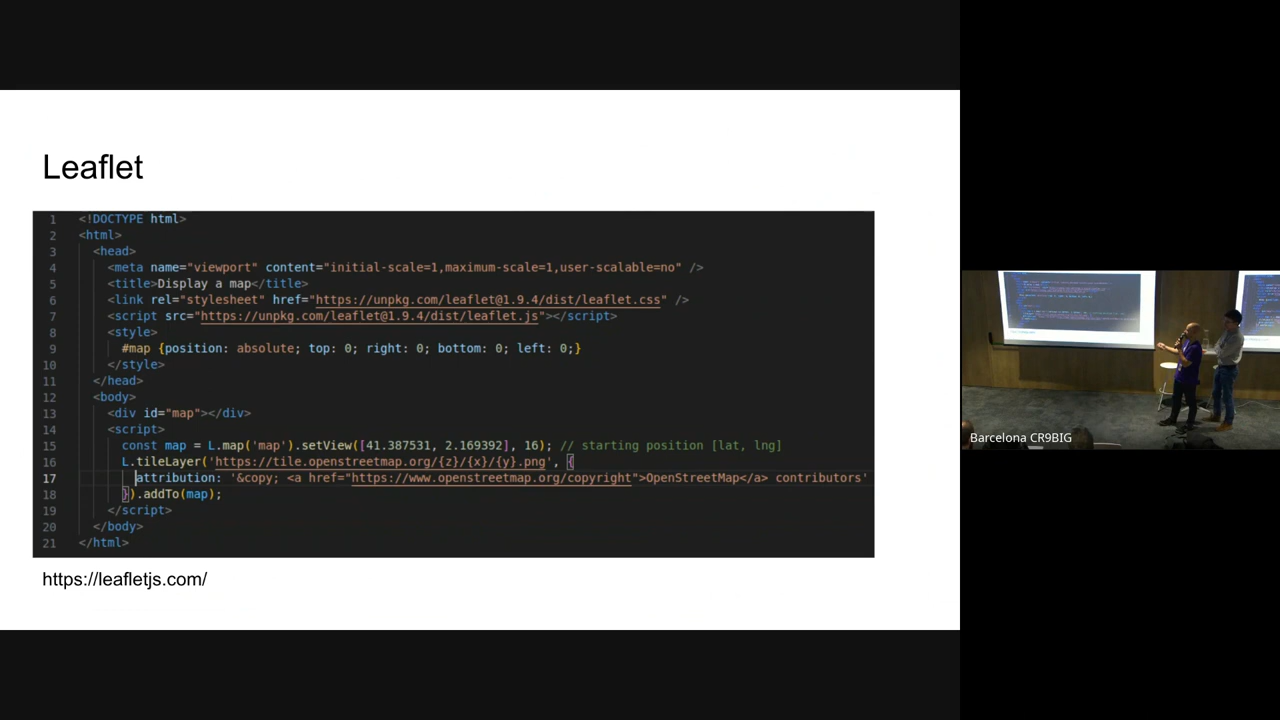 Leaflet
1 <!DOCTYPE html>
2 <html>
3 <head>
4 <meta name="viewport" content="initial-scale=1,maximum-scale=1,user-scalable=no" />
5 <title>Display a map</title>
6 <link rel="stylesheet" href="https://unpkg.com/leaflet@1.9.4/dist/leaflet.css" />
7 <script src="https://unpkg.com/leaflet@1.9.4/dist/leaflet.js"></script>
8 <style>
9 #map {position: absolute; top: 0; right: 0; bottom: 0; left: 0;}
10 </style>
11 </head>
12 <body>
13 <div id="map"></div>
14 <script>
15 const map = L.map('map').setView([41.387531, 2.169392], 16); // starting position [lat, lng]
16 L.tileLayer('https://tile.openstreetmap.org/{z}/{x}/{y}.png', {
17 attribution: '&copy; <a href="https://www.openstreetmap.org/copyright">OpenStreetMap</a> contributors'
18 }).addTo(map);
19 </script>
20 </body>
21 </html>
https://leafletjs.com/
Barcelona CR9BIG